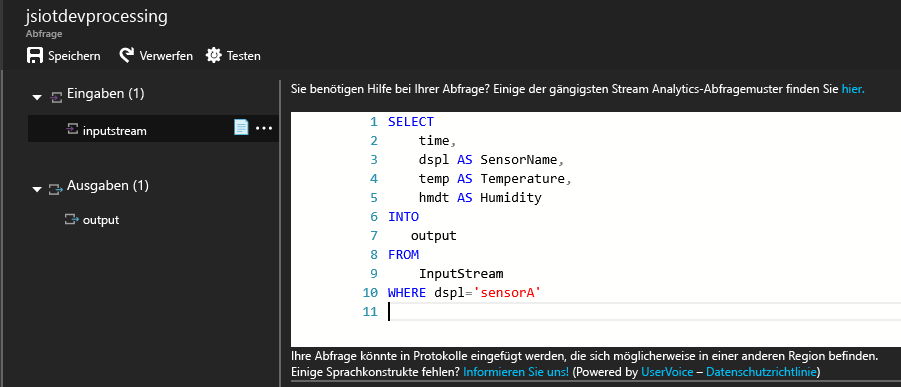 jsiotdevprocessing
Abfrage
Speichern Verwerfen Testen
Eingaben (1)
inputstream
Ausgaben (1)
output
Sie benötigen Hilfe bei Ihrer Abfrage? Einige der gängigsten Stream Analytics-Abfragemuster finden Sie hier.
1 SELECT
2 time,
3 dspl AS SensorName,
4 temp AS Temperature,
5 hmdt AS Humidity
6 INTO
7 output
8 FROM
9 InputStream
10 WHERE dspl='sensorA'
11
Ihre Abfrage könnte in Protokolle eingefügt werden, die sich möglicherweise in einer anderen Region befinden.
Einige Sprachkonstrukte fehlen? Informieren Sie uns! (Powered by UserVoice – Datenschutzrichtlinie)